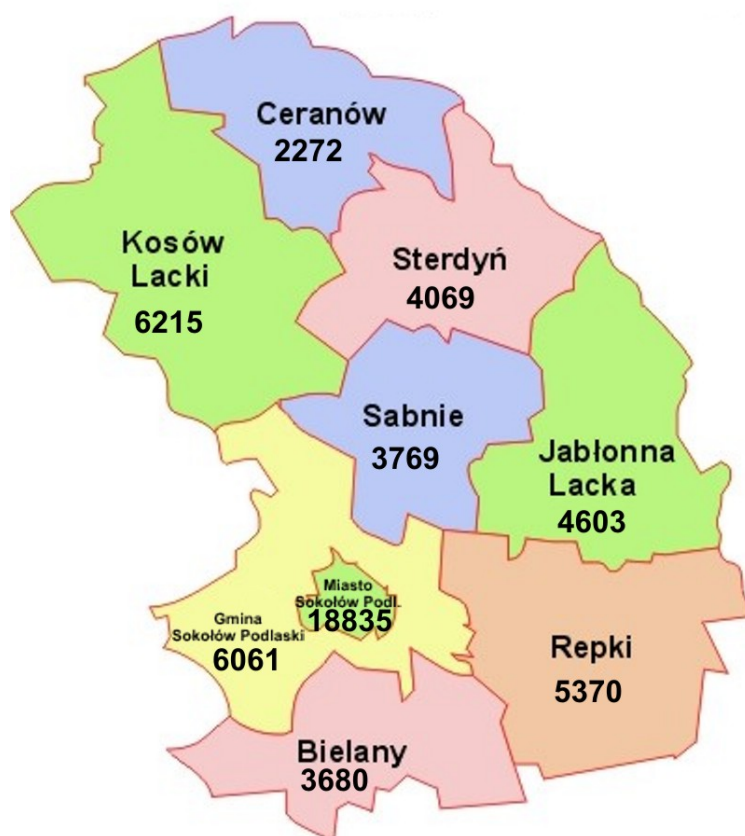 Ceranów
2272
Kosów
Lacki
6215
Sterdyń
4069
Sabnie
3769
Jabłonna
Lacka
4603
Miasto
Sokołów Podl.
18835
Gmina
Sokołów Podlaski
6061
Repki
5370
Bielany
3680